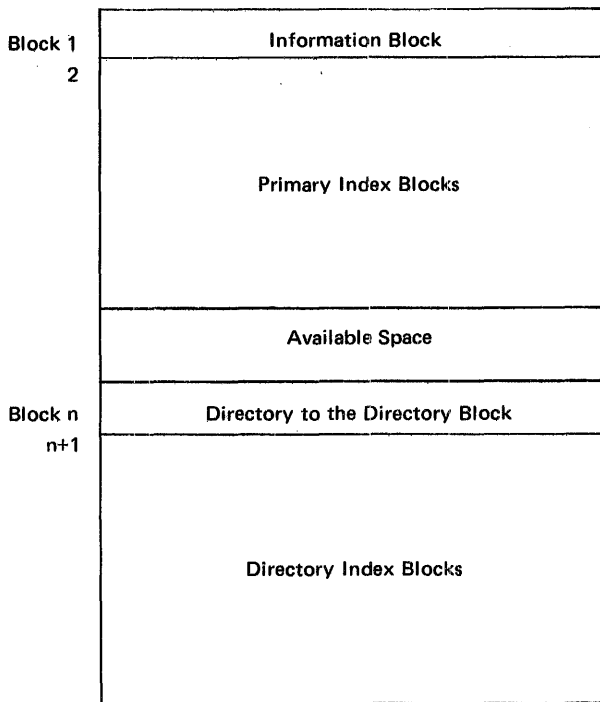 Block 1
Information Block
2
Primary Index Blocks
Available Space
Block n
Directory to the Directory Block
n+1
Directory Index Blocks